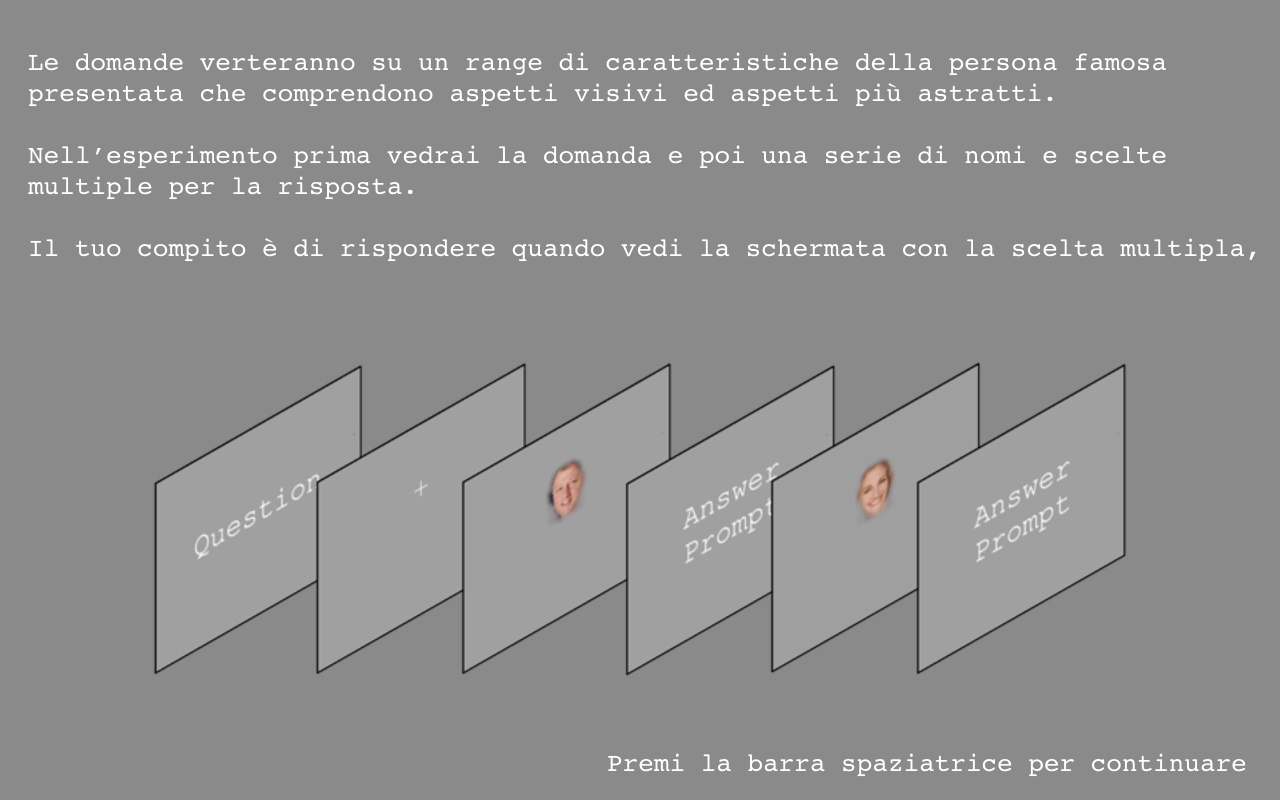 Le domande verteranno su un range di caratteristiche della persona famosa
presentata che comprendono aspetti visivi ed aspetti più astratti.
Nell’esperimento prima vedrai la domanda e poi una serie di nomi e scelte
multiple per la risposta.
Il tuo compito è di rispondere quando vedi la schermata con la scelta multipla,
Question
+
Answer
Prompt
Answer
Prompt
Premi la barra spaziatrice per continuare